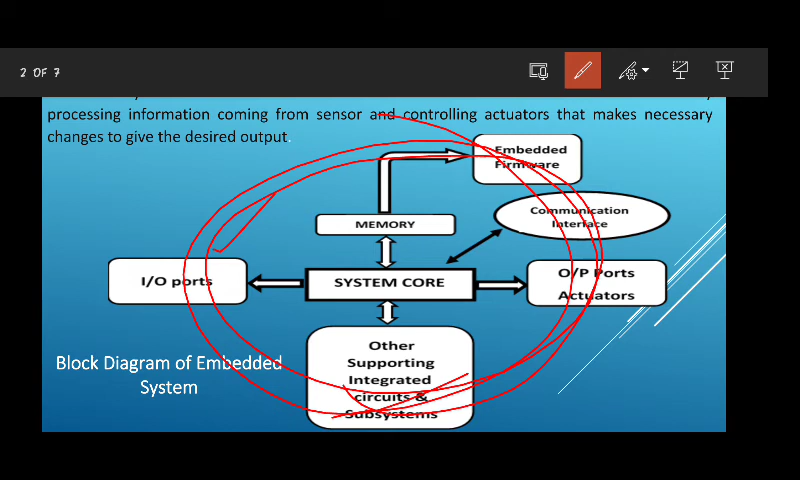 2 OF 7
processing information coming from sensor and controlling actuators that makes necessary
changes to give the desired output.
Embedded
Firmware
Communication
Interface
MEMORY
I/O ports
SYSTEM CORE
O/P Ports
Actuators
Other
Supporting
Integrated
circuits &
Subsystems
Block Diagram of Embedded
System